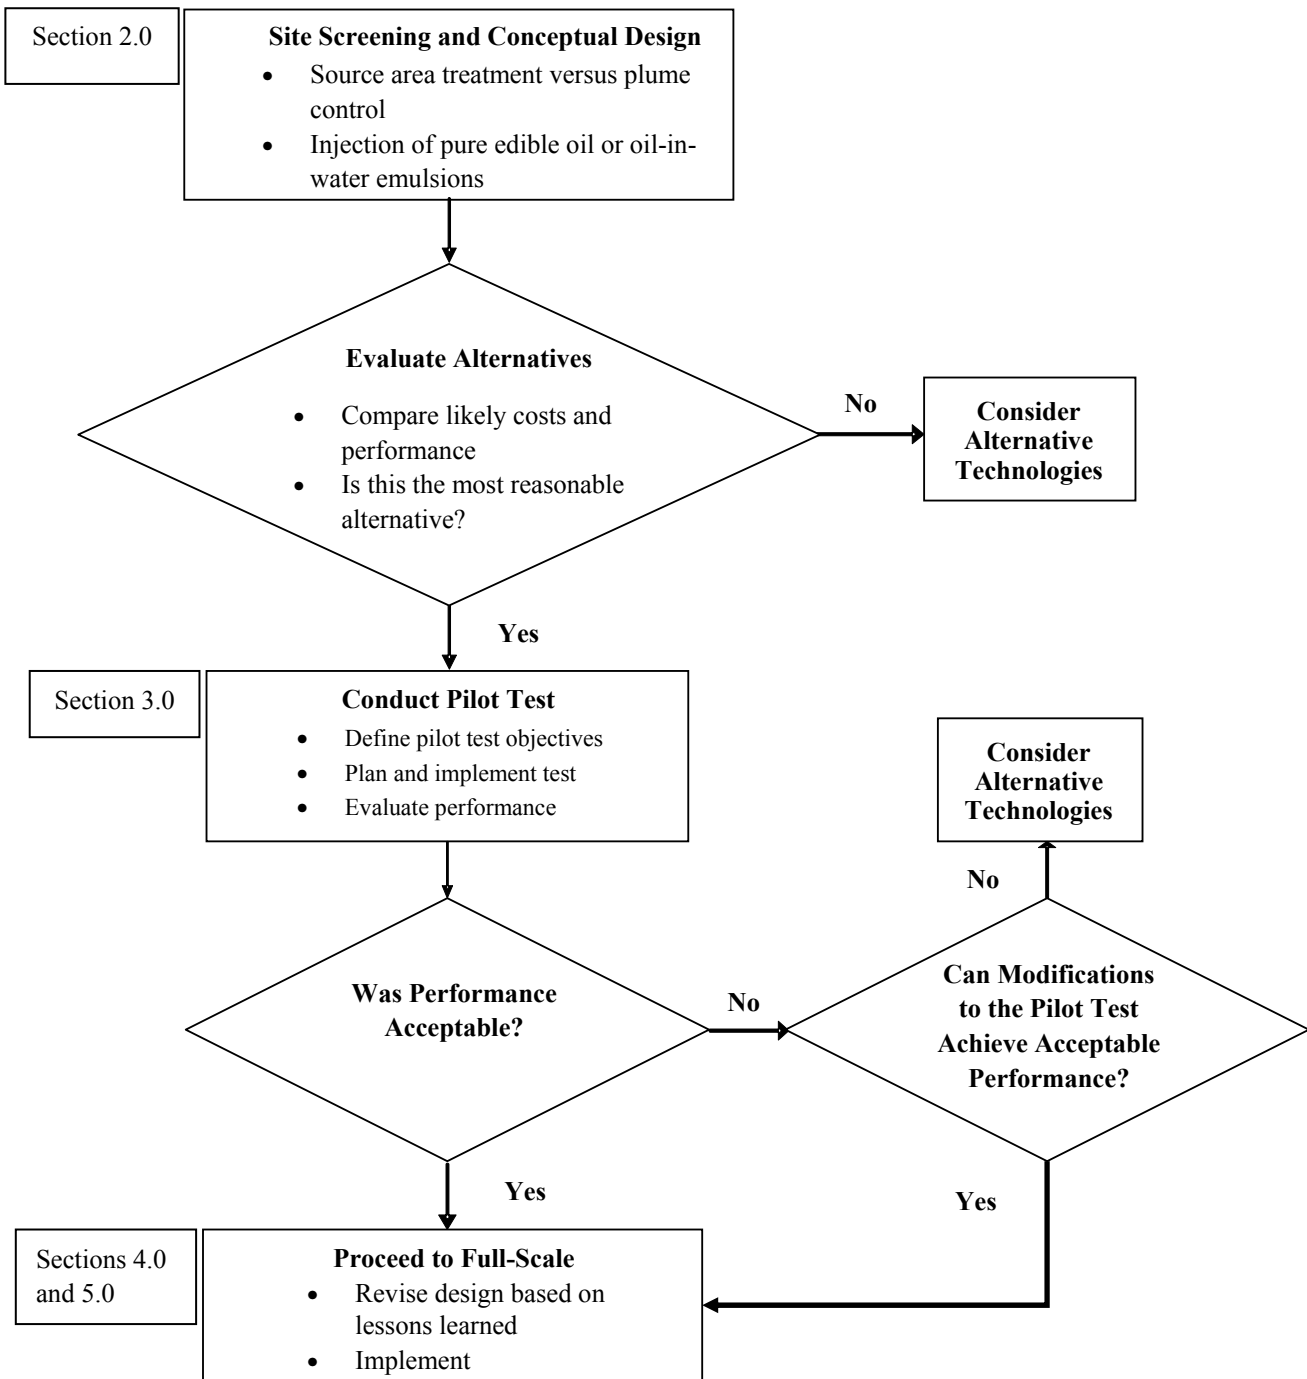 Section 2.0
Site Screening and Conceptual Design
• Source area treatment versus plume
control
• Injection of pure edible oil or oil-in-
water emulsions
Evaluate Alternatives
• Compare likely costs and
performance
• Is this the most reasonable
alternative?
No
Consider
Alternative
Technologies
Yes
Section 3.0
Conduct Pilot Test
• Define pilot test objectives
• Plan and implement test
• Evaluate performance
Consider
Alternative
Technologies
No
Was Performance
Acceptable?
No
Can Modifications
to the Pilot Test
Achieve Acceptable
Performance?
Yes
Yes
Sections 4.0
and 5.0
Proceed to Full-Scale
• Revise design based on
lessons learned
• Implement